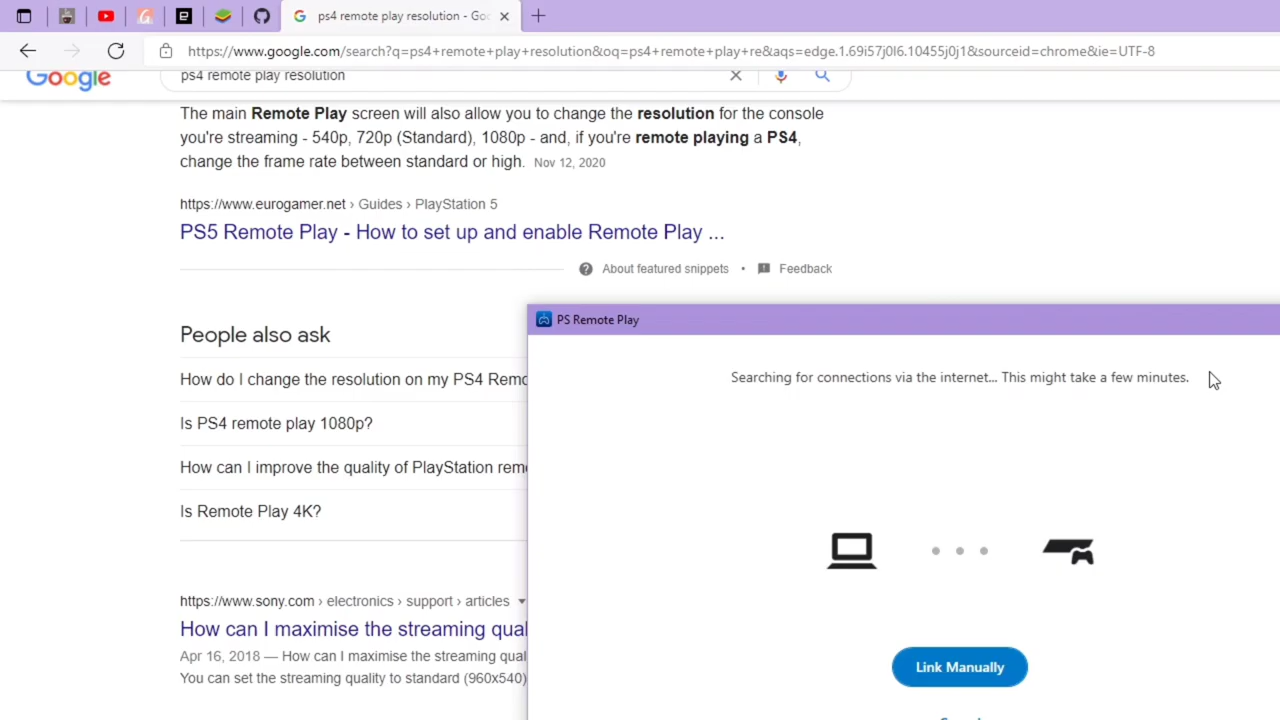 ps4 remote play resolution - Goo
https://www.google.com/search?q=ps4+remote+play+resolution&oq=ps4+remote+play+re&aqs=edge.1.69i57j0l6.10455j0j1&sourceid=chrome&ie=UTF-8
Google
ps4 remote play resolution
The main Remote Play screen will also allow you to change the resolution for the console
you're streaming - 540p, 720p (Standard), 1080p - and, if you're remote playing a PS4,
change the frame rate between standard or high. Nov 12, 2020
https://www.eurogamer.net › Guides › PlayStation 5
PS5 Remote Play - How to set up and enable Remote Play ...
About featured snippets • Feedback
People also ask
How do I change the resolution on my PS4 Remo
Is PS4 remote play 1080p?
How can I improve the quality of PlayStation rem
Is Remote Play 4K?
https://www.sony.com › electronics › support › articles
How can I maximise the streaming qual
Apr 16, 2018 — How can I maximise the streaming qual
You can set the streaming quality to standard (960x540)
PS Remote Play
Searching for connections via the internet... This might take a few minutes.
Link Manually